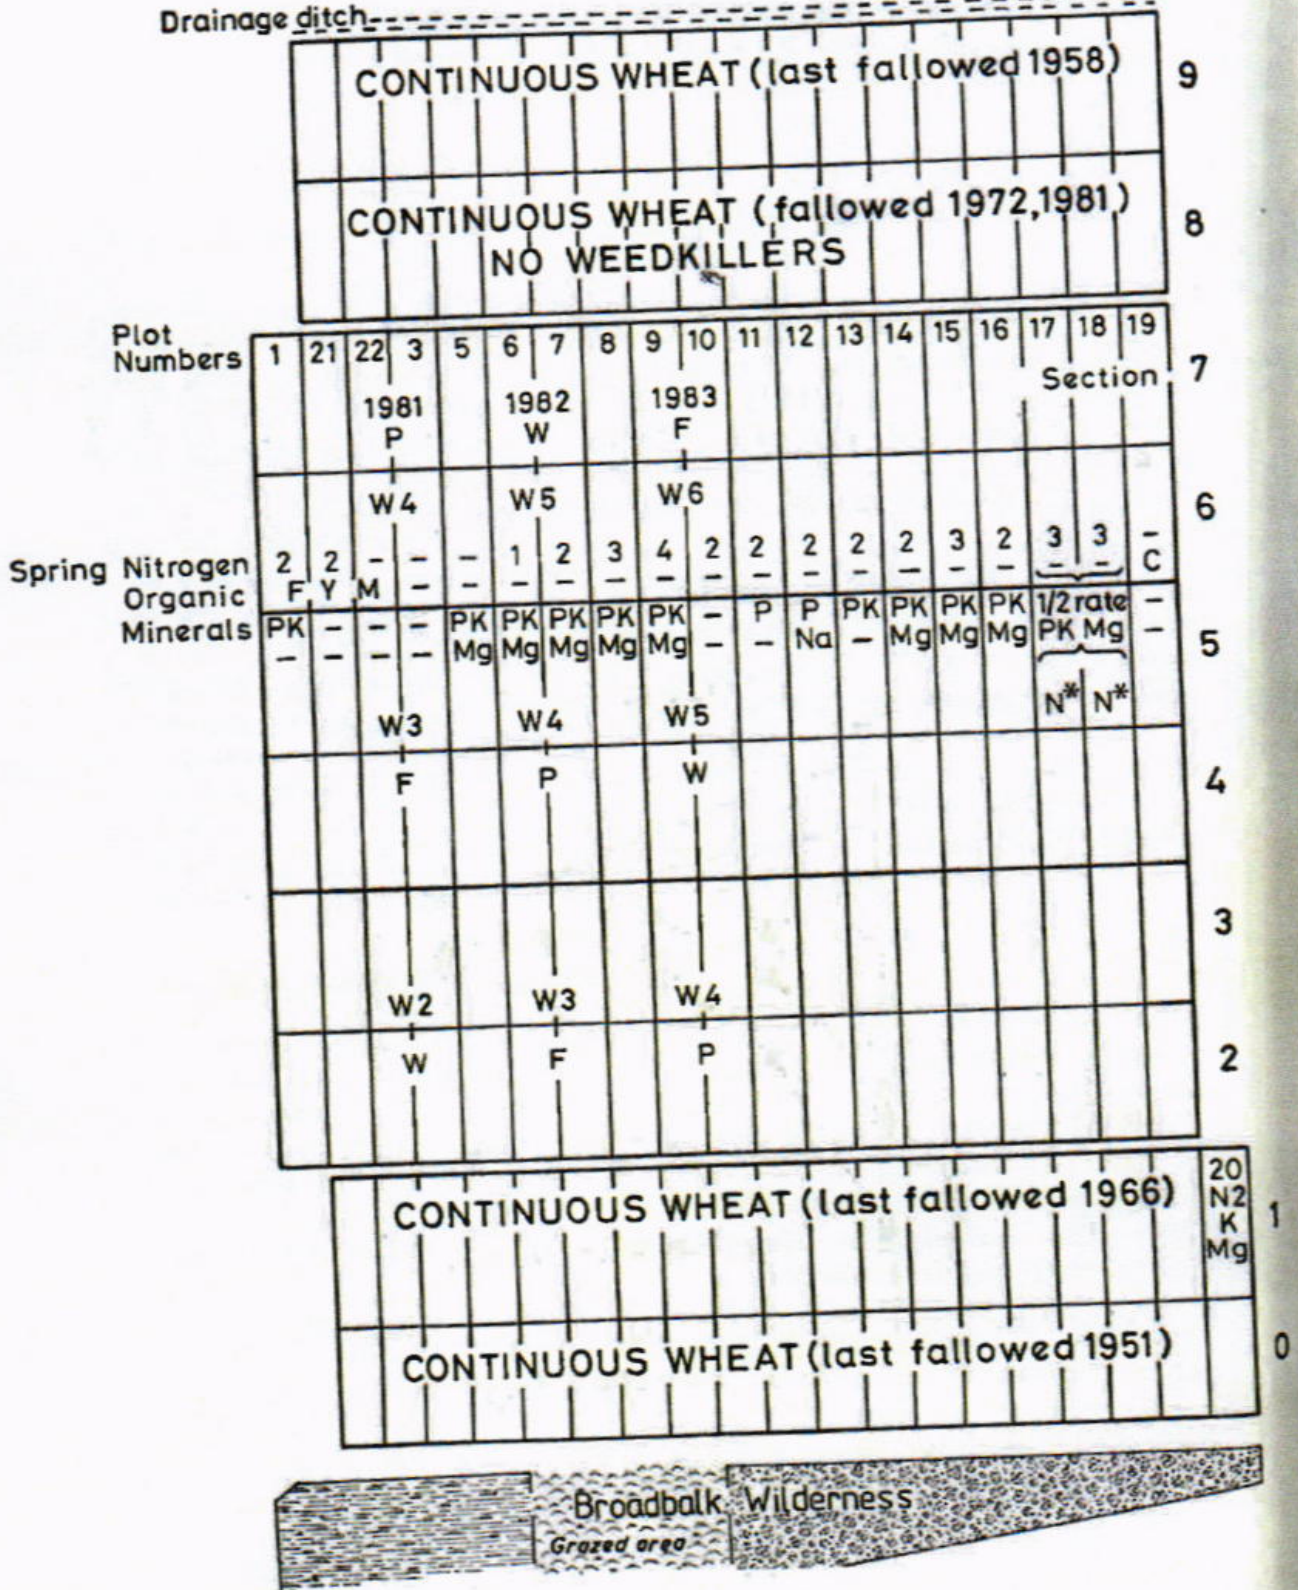 Drainage ditch
CONTINUOUS WHEAT (last fallowed 1958)
9
CONTINUOUS WHEAT (fallowed 1972,1981)
NO WEEDKILLERS
8
Plot
Numbers
1 21 22 3 5 6 7 8 9 10 11 12 13 14 15 16 17 18 19
Section 7
1981 1982 1983
P W F
W4 W5 W6
6
Spring Nitrogen 2 2 - - - 1 2 3 4 2 2 2 2 2 3 2 3 3 -
Organic F Y M - - - - - - - - - - - - - - - C
Minerals PK - - - PK PK PK PK PK - P P PK PK PK PK 1/2 rate -
- - - - Mg Mg Mg Mg Mg - - Na - Mg Mg Mg PK Mg -
5
N* N*
W3 W4 W5
F P W
4
3
W2 W3 W4
W F P
2
CONTINUOUS WHEAT (last fallowed 1966)
20
N2
K
Mg
1
CONTINUOUS WHEAT (last fallowed 1951)
0
Broadbalk Wilderness
Grazed area